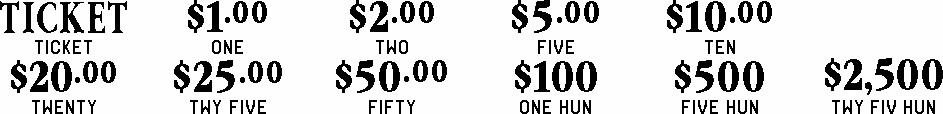 TICKET $1.00 $2.00 $5.00 $10.00
TICKET ONE TWO FIVE TEN
$20.00 $25.00 $50.00 $100 $500 $2,500
TWENTY TWY FIVE FIFTY ONE HUN FIVE HUN TWY FIV HUN